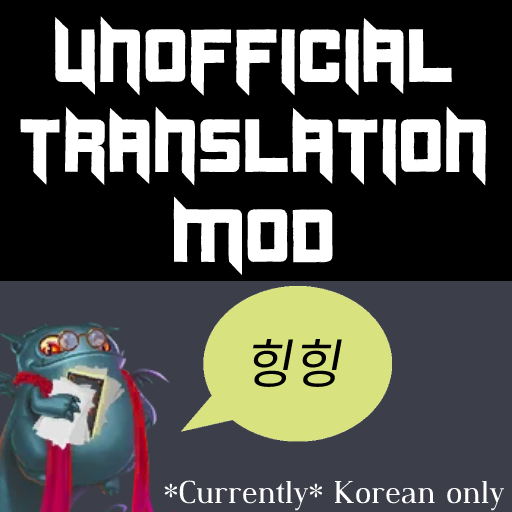 UNOFFICIAL
TRANSLATION
MOD
힝힝
*Currently* Korean only